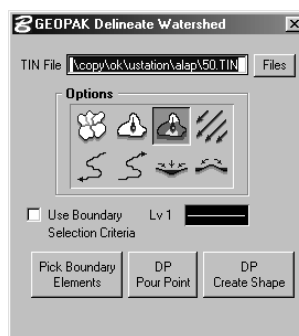 GEOPAK Delineate Watershed
TIN File \copy\ok\ustation\alap\50.TIN Files
Options
Use Boundary Lv 1
Selection Criteria
Pick Boundary Elements
DP Pour Point
DP Create Shape